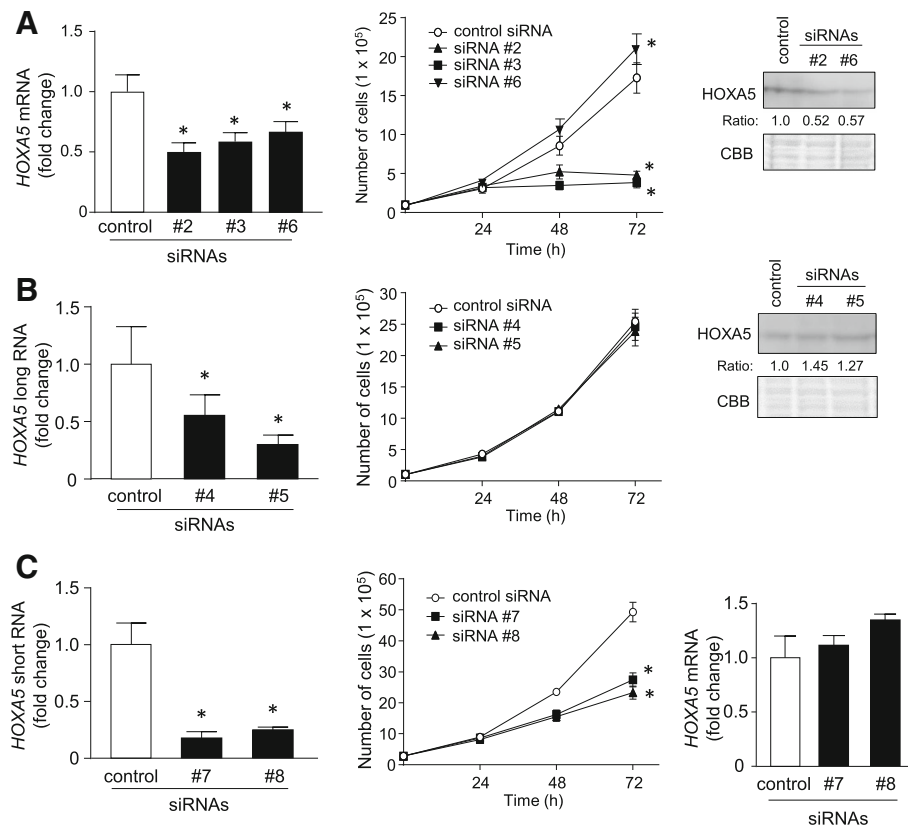 A
HOXA5 mRNA
(fold change)
1.5
1.0
0.5
0
*
*
*
control #2 #3 #6
siRNAs
Number of cells (1 x 10⁵)
25
20
15
10
5
0
control siRNA
siRNA #2
siRNA #3
siRNA #6
*
*
*
24 48 72
Time (h)
control
siRNAs
#2 #6
HOXA5
Ratio: 1.0 0.52 0.57
CBB
B
HOXA5 long RNA
(fold change)
1.5
1.0
0.5
0
*
*
control #4 #5
siRNAs
Number of cells (1 x 10⁵)
30
25
20
15
10
5
0
control siRNA
siRNA #4
siRNA #5
24 48 72
Time (h)
control
siRNAs
#4 #5
HOXA5
Ratio: 1.0 1.45 1.27
CBB
C
HOXA5 short RNA
(fold change)
1.5
1.0
0.5
0
*
*
control #7 #8
siRNAs
Number of cells (1 x 10⁵)
60
50
40
30
20
10
0
control siRNA
siRNA #7
siRNA #8
*
*
24 48 72
Time (h)
HOXA5 mRNA
(fold change)
1.5
1.0
0.5
0
control #7 #8
siRNAs